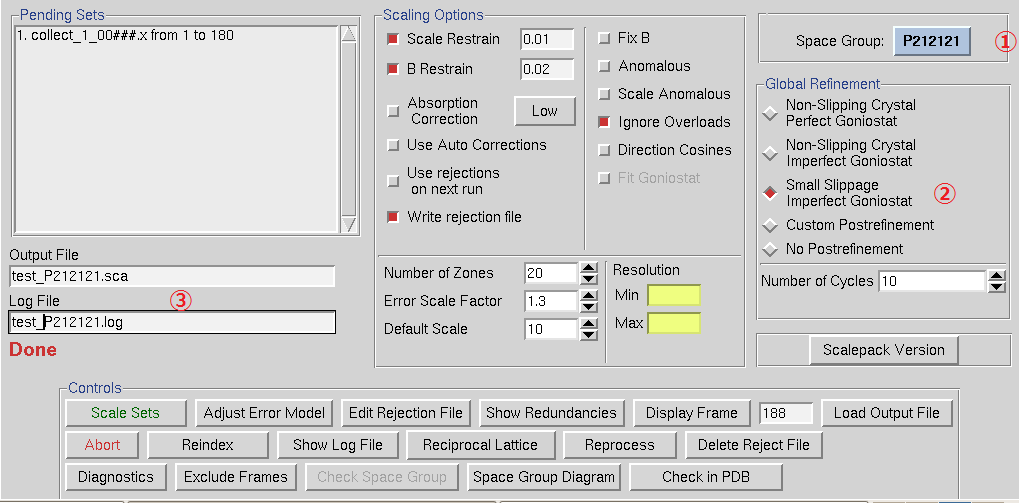 Pending Sets
1. collect_1_00###.x from 1 to 180
Output File
test_P212121.sca
Log File
③
test_P212121.log
Done
Scaling Options
Scale Restrain 0.01
B Restrain 0.02
Absorption
Correction
Low
Use Auto Corrections
Use rejections
on next run
Write rejection file
Fix B
Anomalous
Scale Anomalous
Ignore Overloads
Direction Cosines
Fit Goniostat
Number of Zones 20
Error Scale Factor 1.3
Default Scale 10
Resolution
Min
Max
Space Group: P212121 ①
Global Refinement
Non-Slipping Crystal
Perfect Goniostat
Non-Slipping Crystal
Imperfect Goniostat
Small Slippage
Imperfect Goniostat
②
Custom Postrefinement
No Postrefinement
Number of Cycles 10
Scalepack Version
Controls
Scale Sets Adjust Error Model Edit Rejection File Show Redundancies Display Frame 188 Load Output File
Abort Reindex Show Log File Reciprocal Lattice Reprocess Delete Reject File
Diagnostics Exclude Frames Check Space Group Space Group Diagram Check in PDB